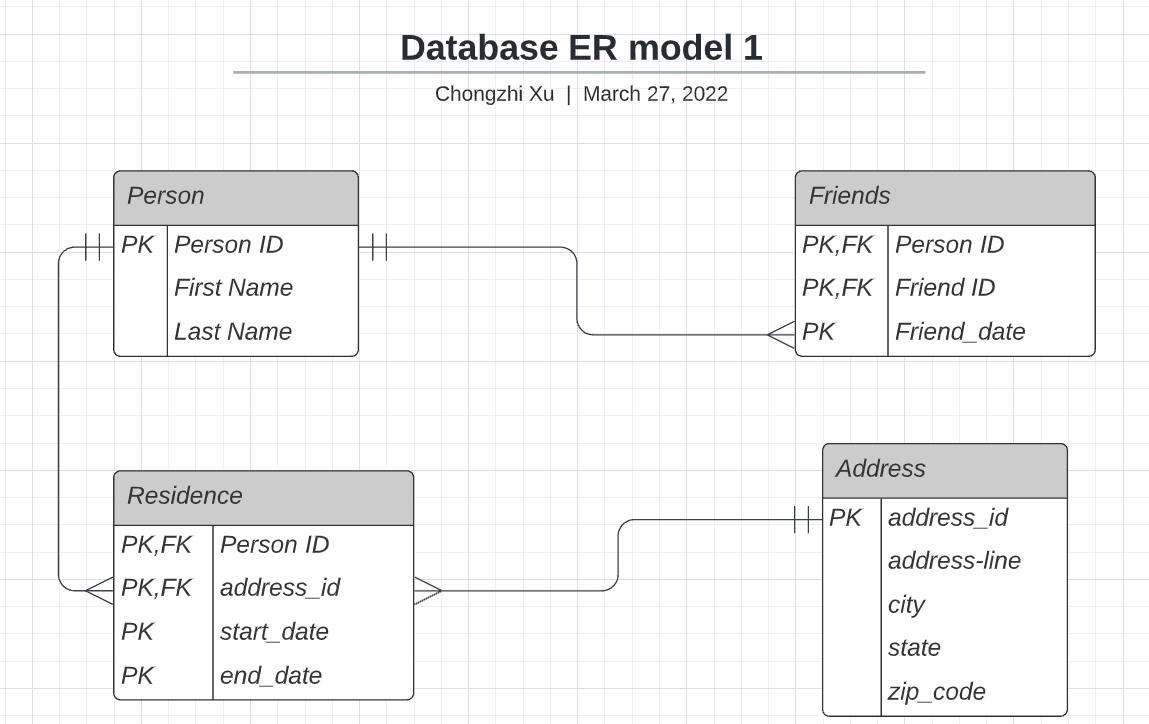 Database ER model 1
Chongzhi Xu | March 27, 2022
Person
PK Person ID
First Name
Last Name
Friends
PK,FK Person ID
PK,FK Friend ID
PK Friend_date
Residence
PK,FK Person ID
PK,FK address_id
PK start_date
PK end_date
Address
PK address_id
address-line
city
state
zip_code